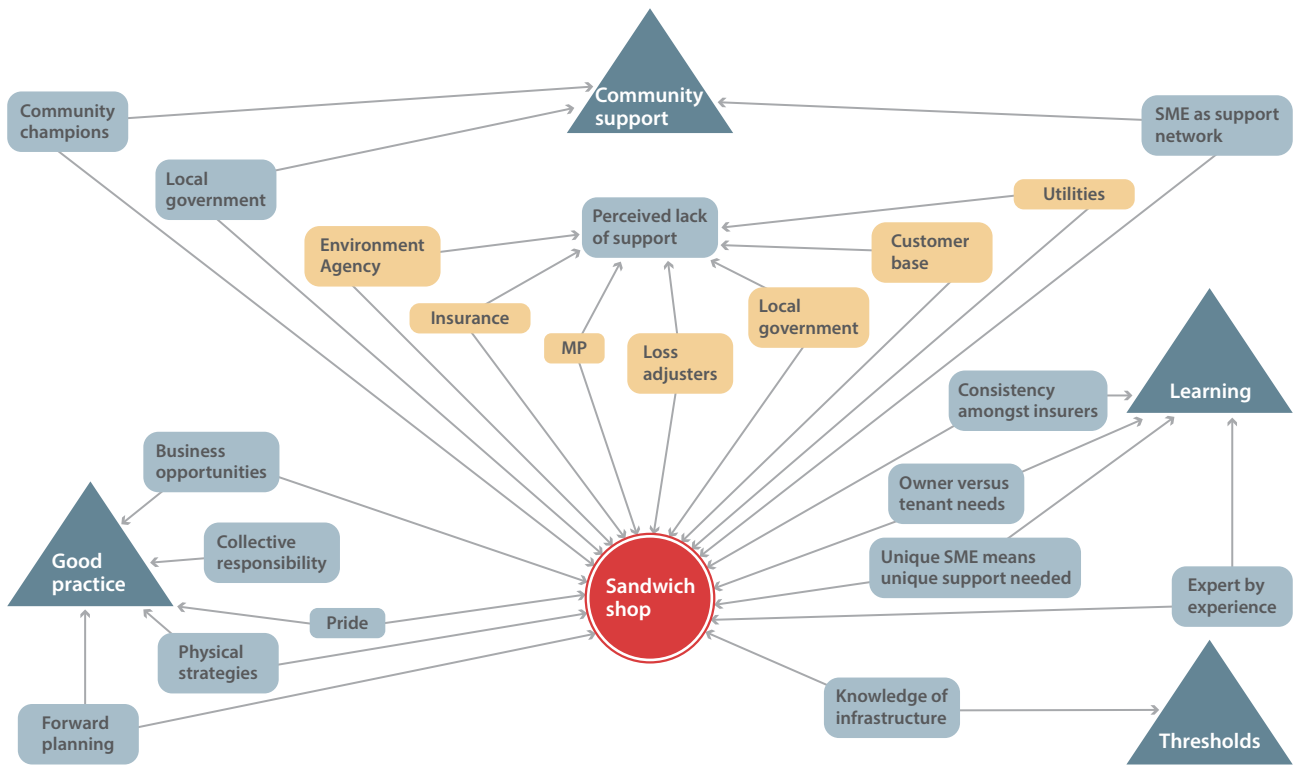 Community
support
Community
champions
SME as support
network
Local
government
Utilities
Perceived lack
of support
Environment
Agency
Customer
base
Insurance
Local
government
MP
Loss
adjusters
Learning
Consistency
amongst insurers
Business
opportunities
Owner versus
tenant needs
Good
practice
Collective
responsibility
Unique SME means
unique support needed
Sandwich
shop
Expert by
experience
Pride
Physical
strategies
Knowledge of
infrastructure
Forward
planning
Thresholds